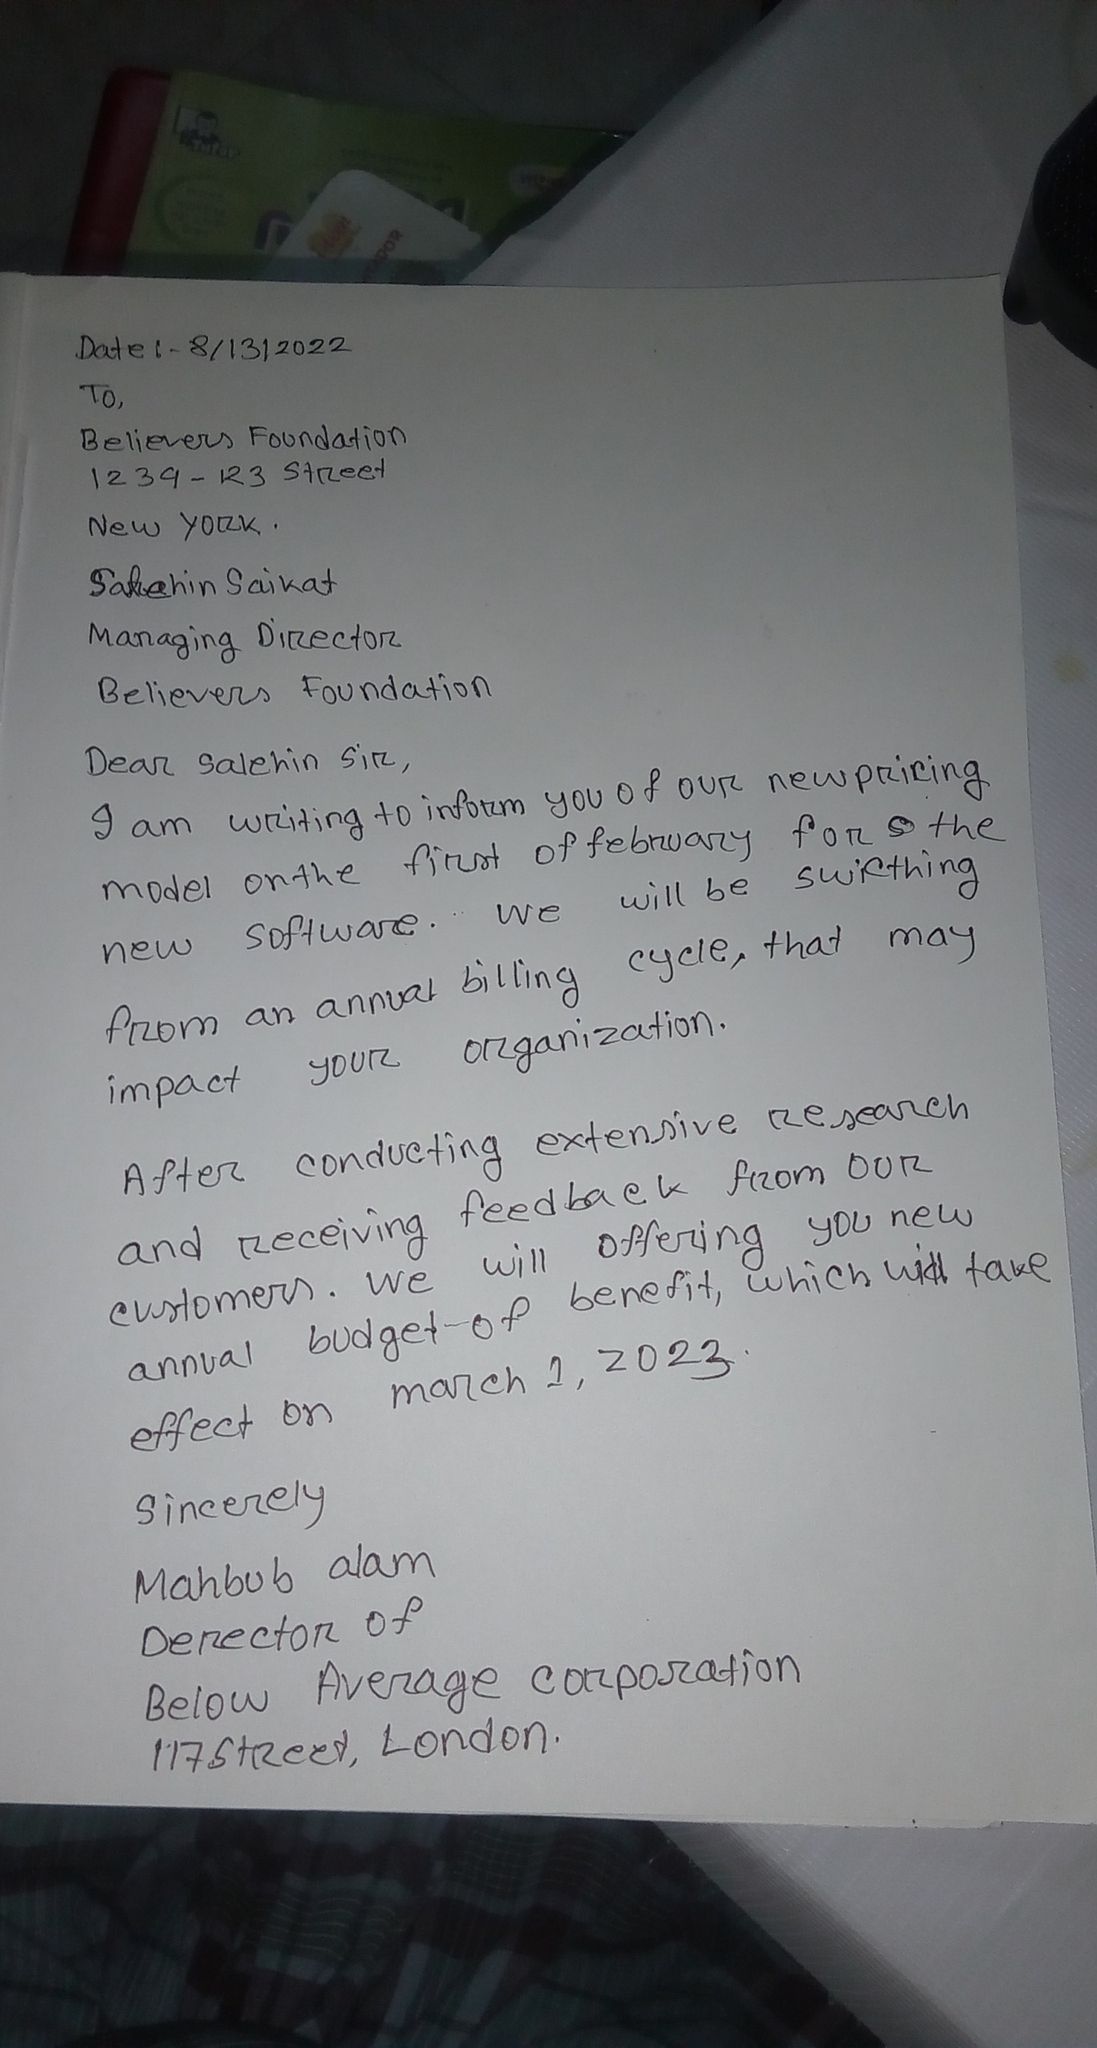 Tutor
Date :- 8/13/2022
To,
Believers Foundation
1234 - 123 Street
New York.
Salehin Saikat
Managing Director
Believers Foundation
Dear Salehin Sir,
I am writing to inform you of our new pricing
model on the first of february for the
new software. We will be swicthing
from an annual billing cycle, that may
impact your organization.
After conducting extensive research
and receiving feedback from our
customers. We will offering you new
annual budget-of benefit, which will take
effect on march 1, 2023.
Sincerely
Mahbub alam
Derector of
Below Average corporation
117 Street, London.